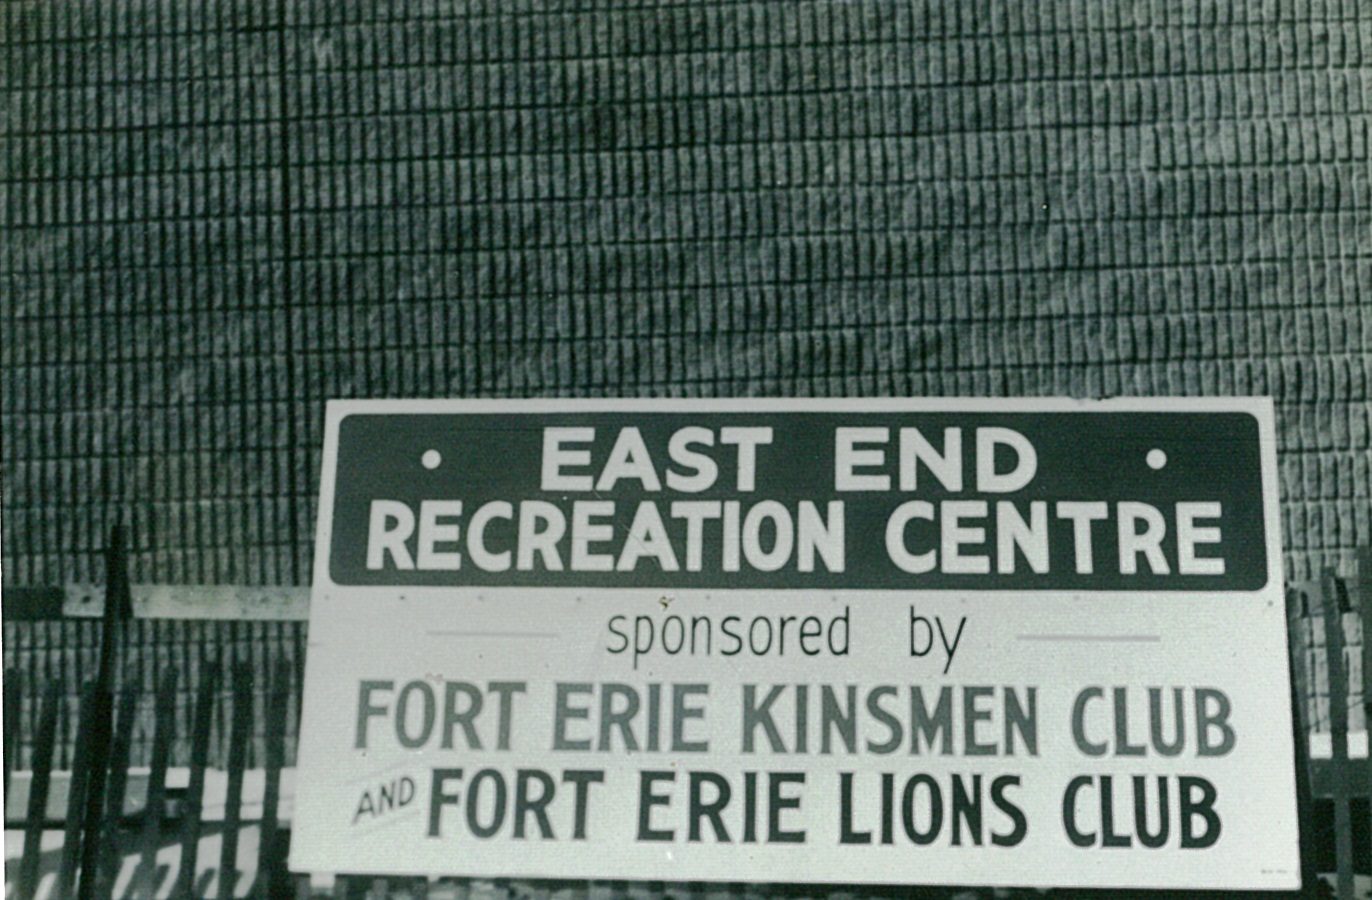 EAST END
RECREATION CENTRE
sponsored by
FORT ERIE KINSMEN CLUB
AND FORT ERIE LIONS CLUB